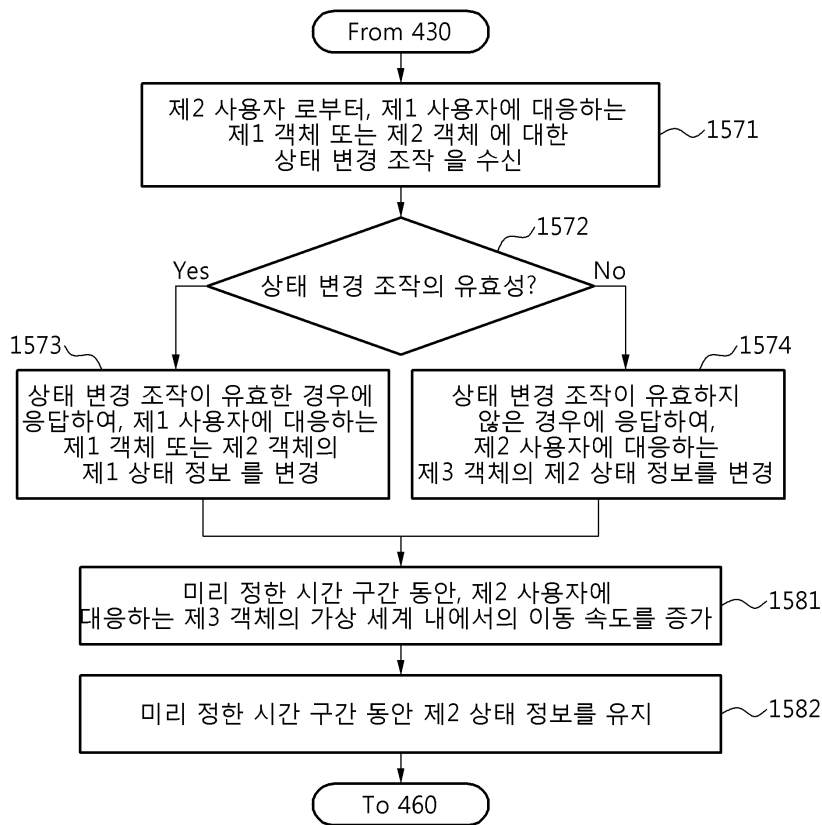 From 430
제2 사용자 로부터, 제1 사용자에 대응하는
제1 객체 또는 제2 객체 에 대한
상태 변경 조작 을 수신
1571
1572
상태 변경 조작의 유효성?
Yes
No
1573
1574
상태 변경 조작이 유효한 경우에
응답하여, 제1 사용자에 대응하는
제1 객체 또는 제2 객체의
제1 상태 정보 를 변경
상태 변경 조작이 유효하지
않은 경우에 응답하여,
제2 사용자에 대응하는
제3 객체의 제2 상태 정보를 변경
미리 정한 시간 구간 동안, 제2 사용자에
대응하는 제3 객체의 가상 세계 내에서의 이동 속도를 증가
1581
미리 정한 시간 구간 동안 제2 상태 정보를 유지
1582
To 460